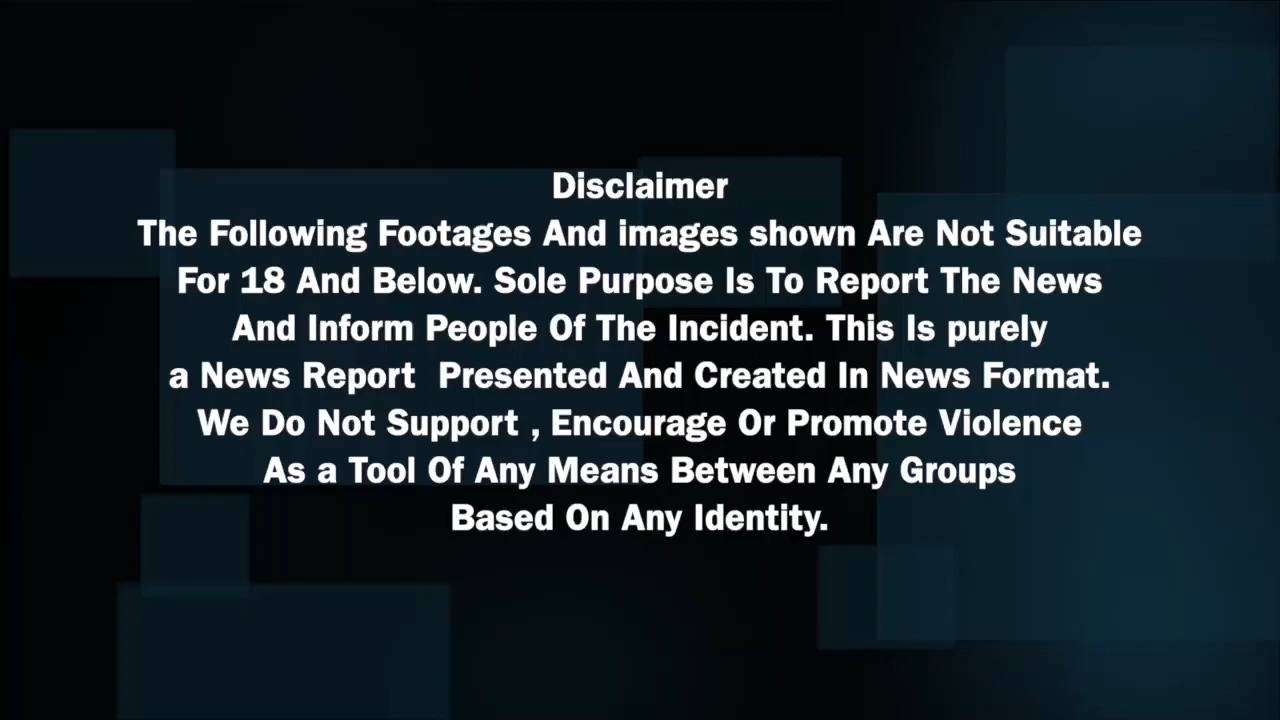 Disclaimer
The Following Footages And images shown Are Not Suitable
For 18 And Below. Sole Purpose Is To Report The News
And Inform People Of The Incident. This Is purely
a News Report  Presented And Created In News Format.
We Do Not Support , Encourage Or Promote Violence
As a Tool Of Any Means Between Any Groups
Based On Any Identity.